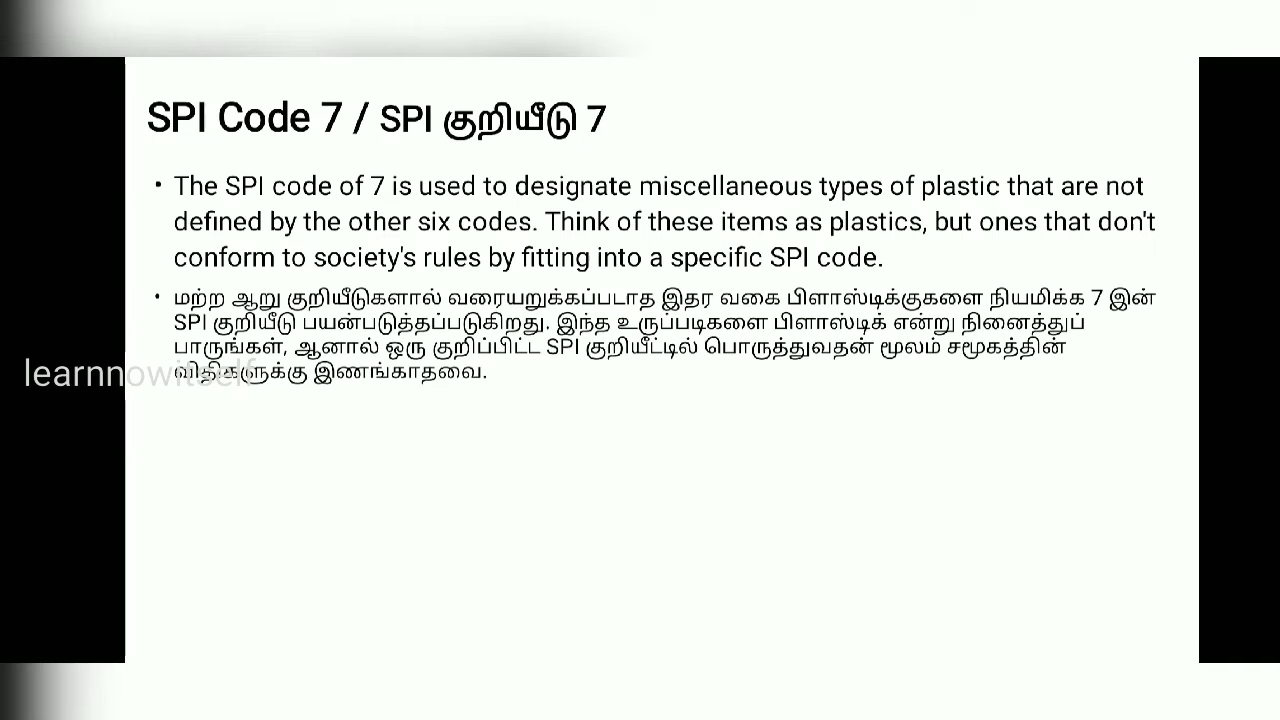 SPI Code 7 / SPI குறியீடு 7
• The SPI code of 7 is used to designate miscellaneous types of plastic that are not
defined by the other six codes. Think of these items as plastics, but ones that don't
conform to society's rules by fitting into a specific SPI code.
• மற்ற ஆறு குறியீடுகளால் வரையறுக்கப்படாத இதர வகை பிளாஸ்டிக்குகளை நியமிக்க 7 இன்
SPI குறியீடு பயன்படுத்தப்படுகிறது. இந்த உருப்படிகளை பிளாஸ்டிக் என்று நினைத்துப்
பாருங்கள், ஆனால் ஒரு குறிப்பிட்ட SPI குறியீட்டில் பொருத்துவதன் மூலம் சமூகத்தின்
விதிகளுக்கு இணங்காதவை.
learnnowitself